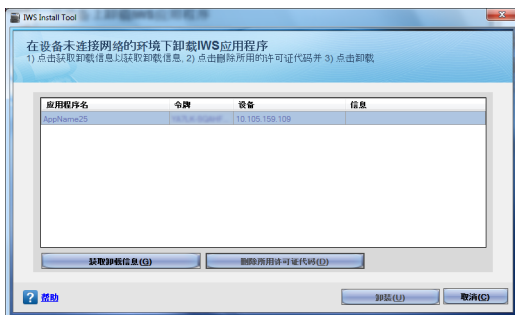 IWS Install Tool
在设备未连接网络的环境下卸载IWS应用程序
1) 点击获取卸载信息以获取卸载信息, 2) 点击删除所用的许可证代码并 3) 点击卸载
应用程序名 令牌 设备 信息
AppName25 10.105.159.109
获取卸载信息(G) 删除所用许可证代码(D)
? 帮助 卸装(U) 取消(C)